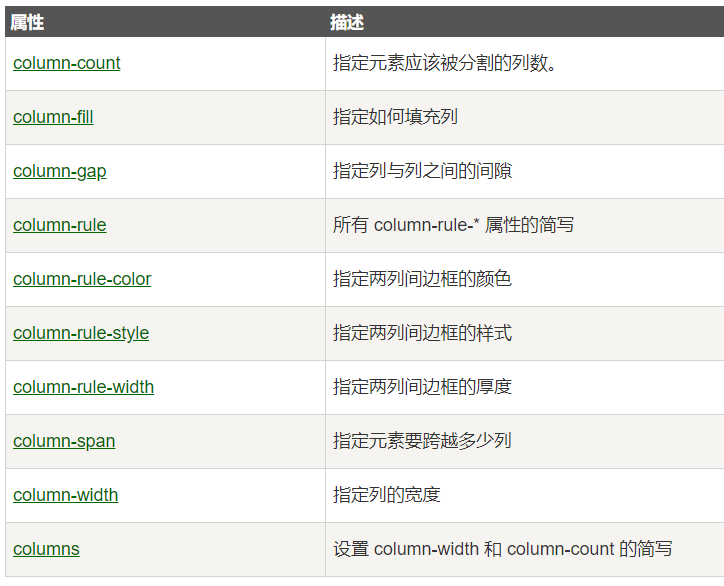 属性 描述
column-count 指定元素应该被分割的列数。
column-fill 指定如何填充列
column-gap 指定列与列之间的间隙
column-rule 所有 column-rule-* 属性的简写
column-rule-color 指定两列间边框的颜色
column-rule-style 指定两列间边框的样式
column-rule-width 指定两列间边框的厚度
column-span 指定元素要跨越多少列
column-width 指定列的宽度
columns 设置 column-width 和 column-count 的简写